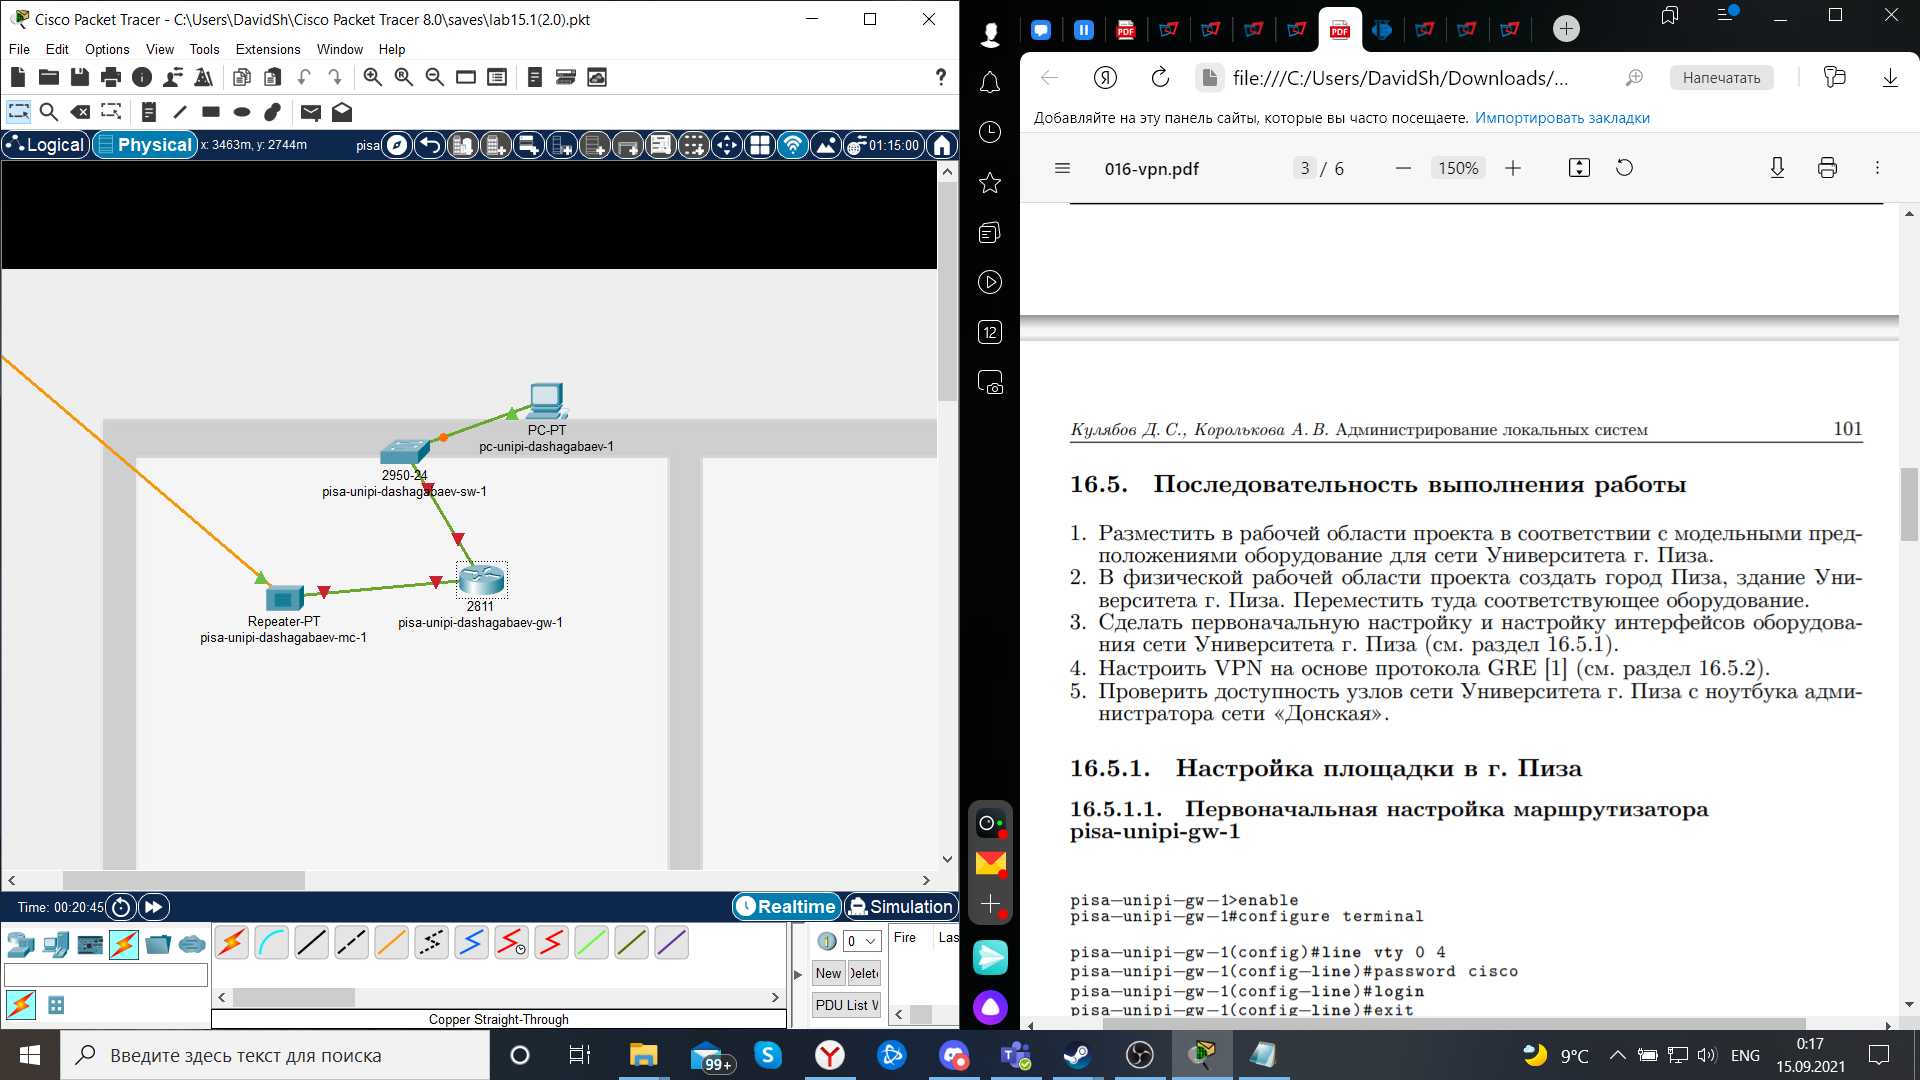 Cisco Packet Tracer - C:\Users\DavidSh\Cisco Packet Tracer 8.0\saves\lab15.1(2.0).pkt
File Edit Options View Tools Extensions Window Help
?
Logical Physical x: 3463m, y: 2744m pisa 01:15:00
PC-PT
pc-unipi-dashagabaev-1
2950-24
pisa-unipi-dashagabaev-sw-1
2811
pisa-unipi-dashagabaev-gw-1
Repeater-PT
pisa-unipi-dashagabaev-mc-1
Time: 00:20:45 Realtime Simulation
0 Fire Las
New
PDU List
Copper Straight-Through
file:///C:/Users/DavidSh/Downloads/... Напечатать
Добавляйте на эту панель сайты, которые вы часто посещаете. Импортировать закладки
016-vpn.pdf 3 / 6 150%
12
Кулябов Д. С., Королькова А. В. Администрирование локальных систем 101
16.5. Последовательность выполнения работы
1. Разместить в рабочей области проекта в соответствии с модельными пред-
положениями оборудование для сети Университета г. Пиза.
2. В физической рабочей области проекта создать город Пиза, здание Уни-
верситета г. Пиза. Переместить туда соответствующее оборудование.
3. Сделать первоначальную настройку и настройку интерфейсов оборудова-
ния сети Университета г. Пиза (см. раздел 16.5.1).
4. Настроить VPN на основе протокола GRE [1] (см. раздел 16.5.2).
5. Проверить доступность узлов сети Университета г. Пиза с ноутбука адми-
нистратора сети «Донская».
16.5.1. Настройка площадки в г. Пиза
16.5.1.1. Первоначальная настройка маршрутизатора
pisa-unipi-gw-1
pisa-unipi-gw-1>enable
pisa-unipi-gw-1#configure terminal
pisa-unipi-gw-1(config)#line vty 0 4
pisa-unipi-gw-1(config-line)#password cisco
pisa-unipi-gw-1(config-line)#login
pisa-unipi-gw-1(config-line)#exit
Введите здесь текст для поиска
99+
9°C ENG 0:17
15.09.2021